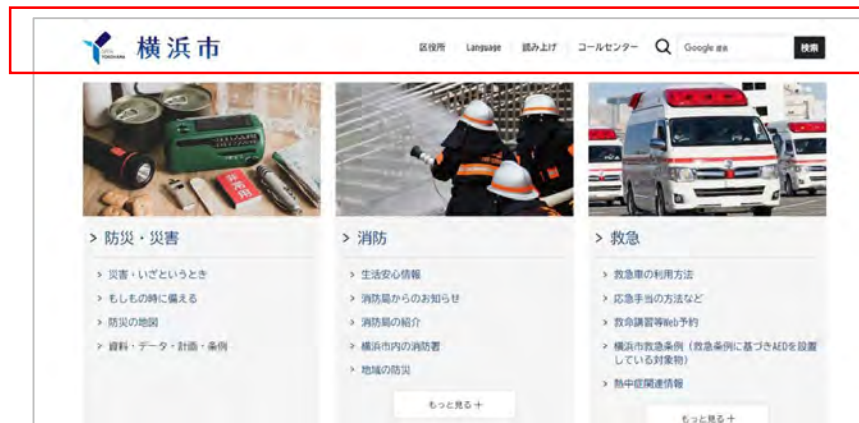 横浜市
区役所 Language 読み上げ コールセンター Google 検索 検索
非常用
> 防災・災害
> 災害・いざというとき
> もしもの時に備える
> 防災の地図
> 資料・データ・計画・条例
> 消防
> 生活安心情報
> 消防局からのお知らせ
> 消防局の紹介
> 横浜市内の消防署
> 地域の防災
もっと見る＋
> 救急
> 救急車の利用方法
> 応急手当の方法など
> 救命講習等Web予約
> 横浜市救急条例（救急条例に基づきAEDを設置
している対象物）
> 熱中症関連情報
もっと見る＋